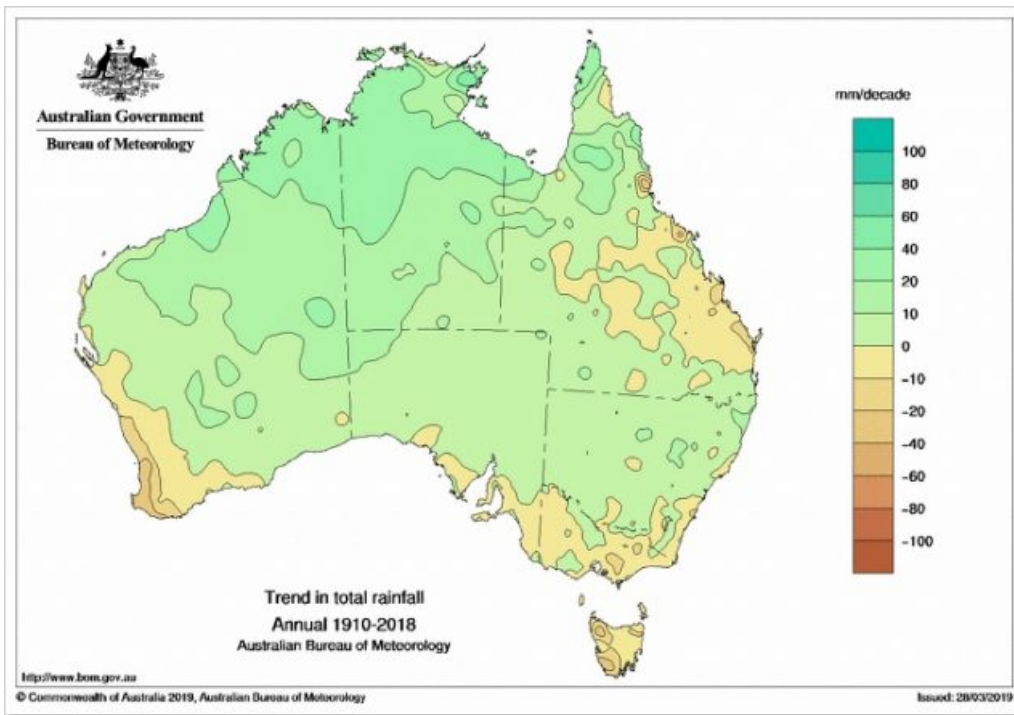 Australian Government
Bureau of Meteorology
mm/decade
100
80
60
40
20
10
0
-10
-20
-40
-60
-80
-100
Trend in total rainfall
Annual 1910-2018
Australian Bureau of Meteorology
http://www.bom.gov.au
© Commonwealth of Australia 2019, Australian Bureau of Meteorology
Issued: 28/03/2019